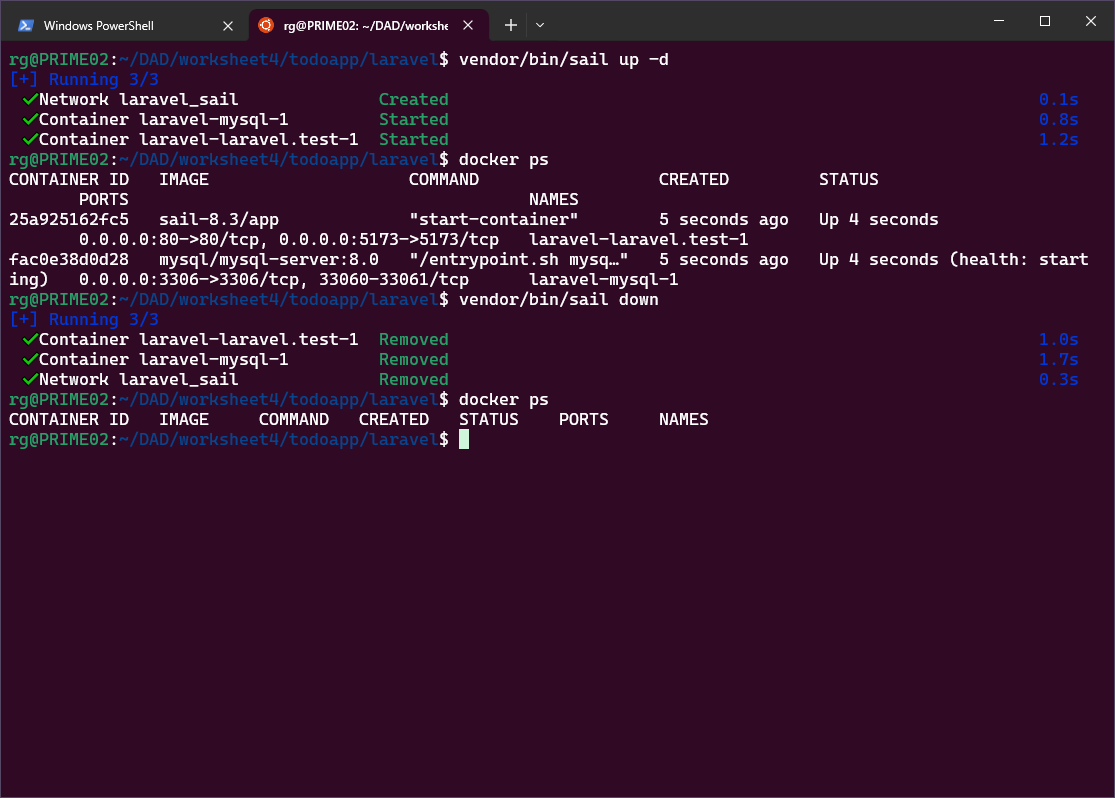 Windows PowerShell
rg@PRIME02: ~/DAD/workshe
rg@PRIME02:~/DAD/worksheet4/todoapp/laravel$ vendor/bin/sail up -d
[+] Running 3/3
✔Network laravel_sail Created 0.1s
✔Container laravel-mysql-1 Started 0.8s
✔Container laravel-laravel.test-1 Started 1.2s
rg@PRIME02:~/DAD/worksheet4/todoapp/laravel$ docker ps
CONTAINER ID IMAGE COMMAND CREATED STATUS
PORTS NAMES
25a925162fc5 sail-8.3/app "start-container" 5 seconds ago Up 4 seconds
0.0.0.0:80->80/tcp, 0.0.0.0:5173->5173/tcp laravel-laravel.test-1
fac0e38d0d28 mysql/mysql-server:8.0 "/entrypoint.sh mysq…" 5 seconds ago Up 4 seconds (health: start
ing) 0.0.0.0:3306->3306/tcp, 33060-33061/tcp laravel-mysql-1
rg@PRIME02:~/DAD/worksheet4/todoapp/laravel$ vendor/bin/sail down
[+] Running 3/3
✔Container laravel-laravel.test-1 Removed 1.0s
✔Container laravel-mysql-1 Removed 1.7s
✔Network laravel_sail Removed 0.3s
rg@PRIME02:~/DAD/worksheet4/todoapp/laravel$ docker ps
CONTAINER ID IMAGE COMMAND CREATED STATUS PORTS NAMES
rg@PRIME02:~/DAD/worksheet4/todoapp/laravel$